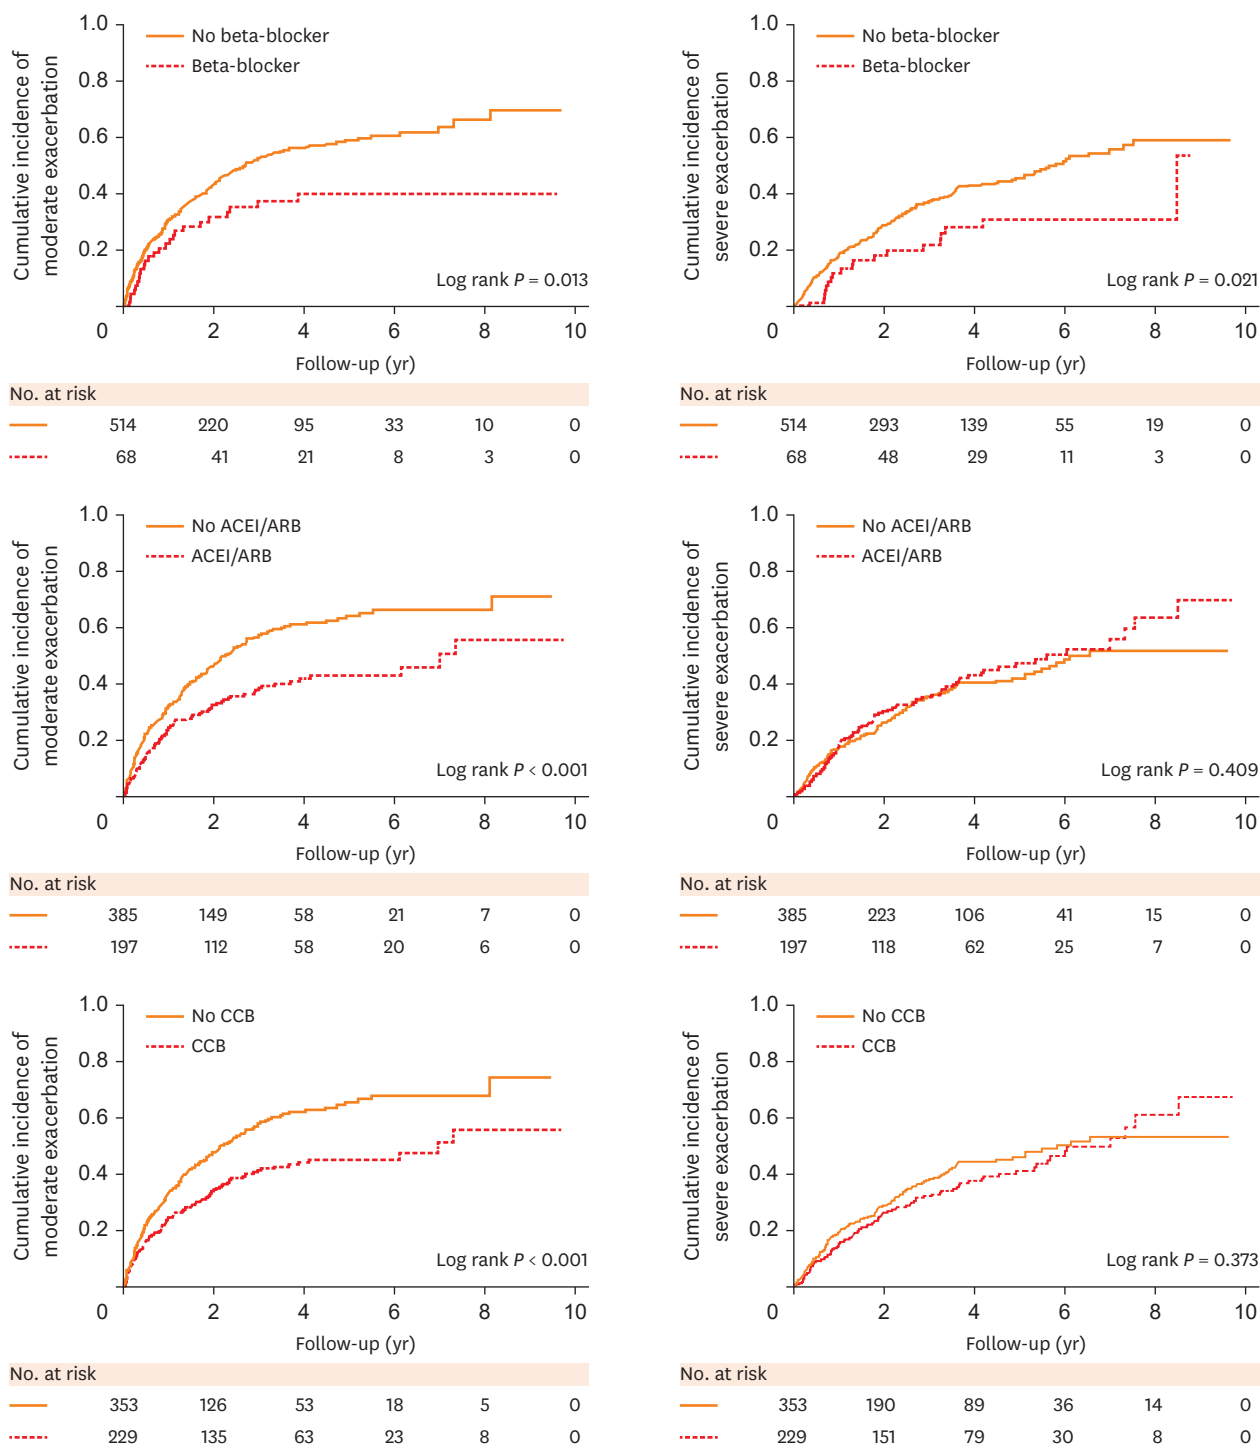 Cumulative incidence of
moderate exacerbation
1.0
0.8
0.6
0.4
0.2
No beta-blocker
Beta-blocker
Log rank P = 0.013
0 2 4 6 8 10
Follow-up (yr)
No. at risk
514 220 95 33 10 0
68 41 21 8 3 0
Cumulative incidence of
severe exacerbation
1.0
0.8
0.6
0.4
0.2
No beta-blocker
Beta-blocker
Log rank P = 0.021
0 2 4 6 8 10
Follow-up (yr)
No. at risk
514 293 139 55 19 0
68 48 29 11 3 0
Cumulative incidence of
moderate exacerbation
1.0
0.8
0.6
0.4
0.2
No ACEI/ARB
ACEI/ARB
Log rank P < 0.001
0 2 4 6 8 10
Follow-up (yr)
No. at risk
385 149 58 21 7 0
197 112 58 20 6 0
Cumulative incidence of
severe exacerbation
1.0
0.8
0.6
0.4
0.2
No ACEI/ARB
ACEI/ARB
Log rank P = 0.409
0 2 4 6 8 10
Follow-up (yr)
No. at risk
385 223 106 41 15 0
197 118 62 25 7 0
Cumulative incidence of
moderate exacerbation
1.0
0.8
0.6
0.4
0.2
No CCB
CCB
Log rank P < 0.001
0 2 4 6 8 10
Follow-up (yr)
No. at risk
353 126 53 18 5 0
229 135 63 23 8 0
Cumulative incidence of
severe exacerbation
1.0
0.8
0.6
0.4
0.2
No CCB
CCB
Log rank P = 0.373
0 2 4 6 8 10
Follow-up (yr)
No. at risk
353 190 89 36 14 0
229 151 79 30 8 0